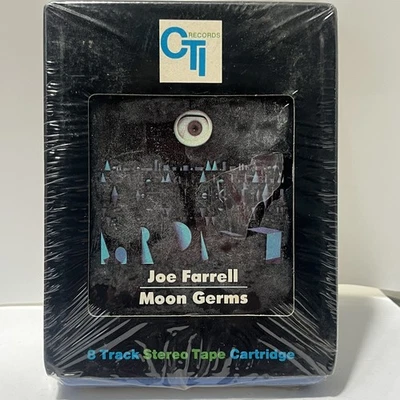 RECORDS
CTI
Joe Farrell
Moon Germs
8 Track Stereo Tape Cartridge